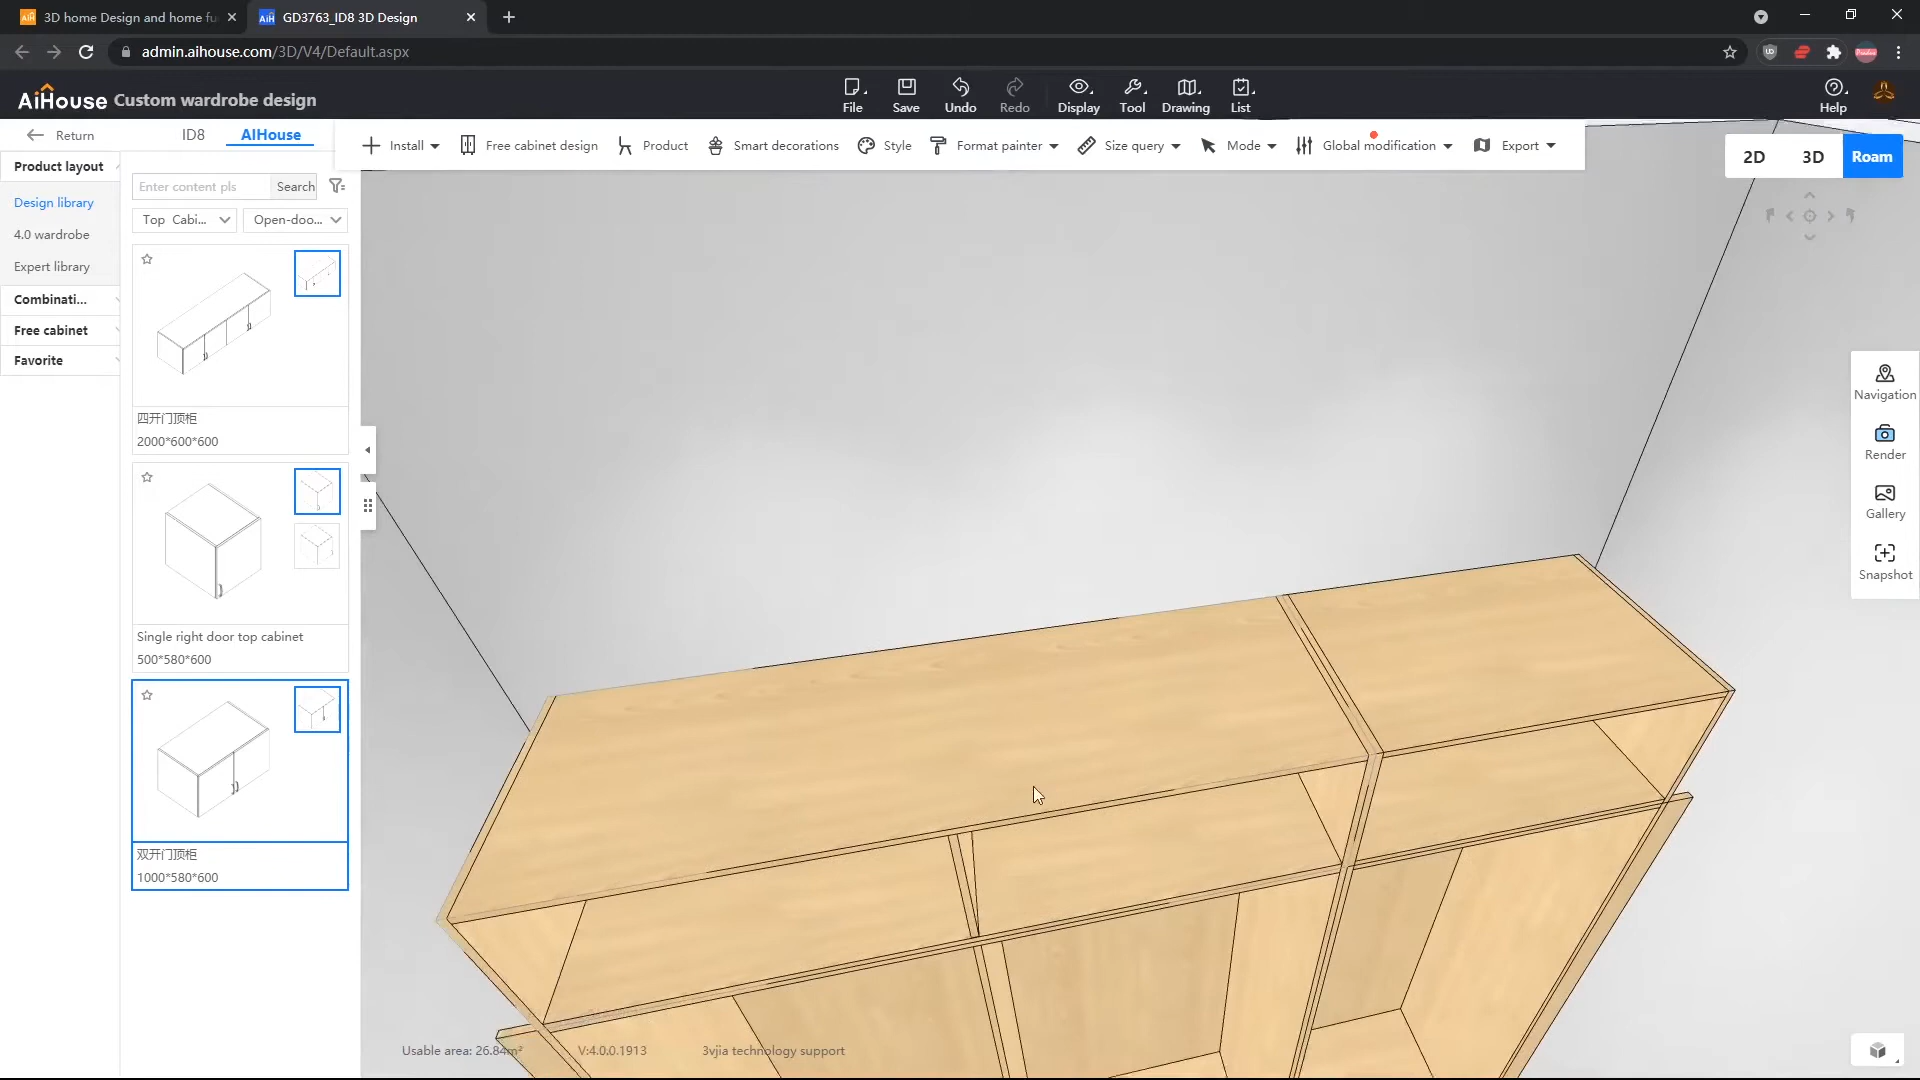 3D home Design and home fu
GD3763_ID8 3D Design
admin.aihouse.com/3D/V4/Default.aspx
AiHouse Custom wardrobe design
File
Save
Undo
Redo
Display
Tool
Drawing
List
Help
Return
ID8
AIHouse
Install
Free cabinet design
Product
Smart decorations
Style
Format painter
Size query
Mode
Global modification
Export
2D
3D
Roam
Product layout
Design library
4.0 wardrobe
Expert library
Combinati...
Free cabinet
Favorite
Enter content pls
Search
Top Cabi...
Open-doo...
四开门顶柜
2000*600*600
Single right door top cabinet
500*580*600
双开门顶柜
1000*580*600
Navigation
Render
Gallery
Snapshot
Usable area: 26.84m²
V:4.0.0.1913
3vjia technology support